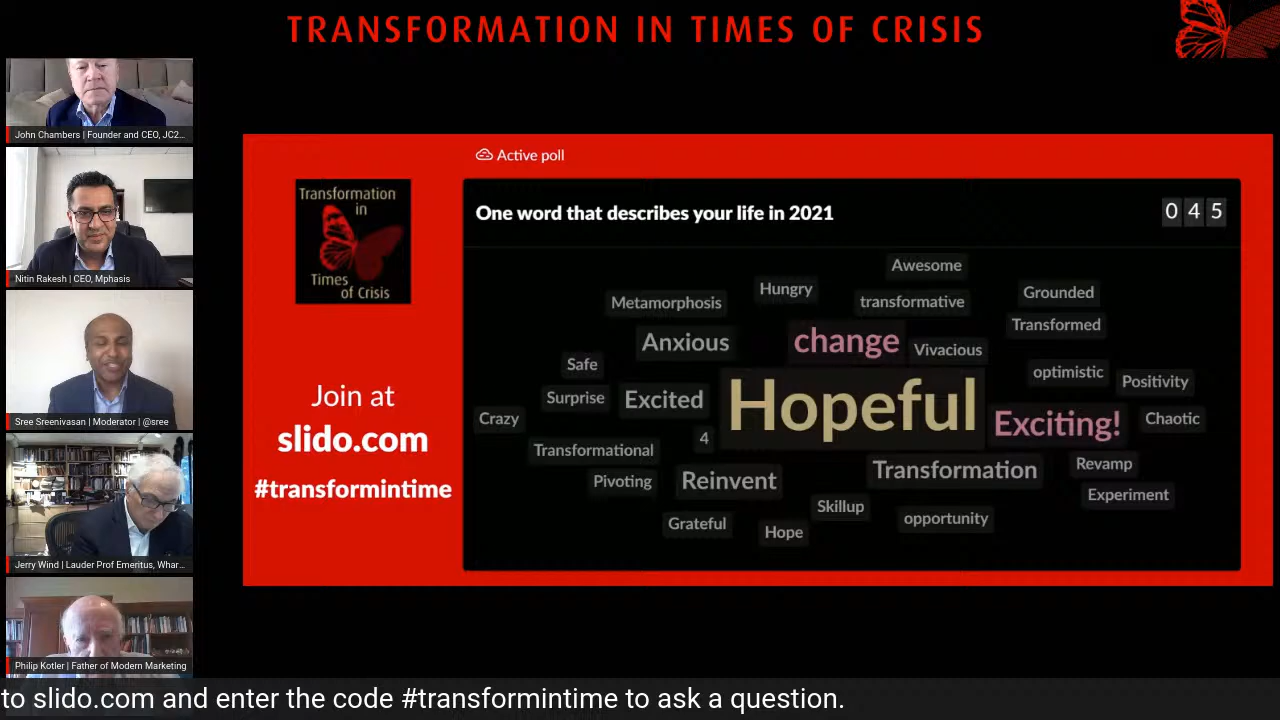 TRANSFORMATION IN TIMES OF CRISIS
John Chambers | Founder and CEO, JC2...
Nitin Rakesh | CEO, Mphasis
Sree Sreenivasan | Moderator | @sree
Jerry Wind | Lauder Prof Emeritus, Whar...
Philip Kotler | Father of Modern Marketing
Transformation
in
Times
of Crisis
Join at
slido.com
#transformintime
Active poll
One word that describes your life in 2021
045
Awesome
Hungry
Metamorphosis
transformative
Grounded
Transformed
Anxious
change
Vivacious
Safe
optimistic
Positivity
Surprise
Excited
Hopeful
Crazy
Exciting!
Chaotic
4
Transformational
Transformation
Revamp
Pivoting
Reinvent
Experiment
Skillup
Grateful
Hope
opportunity
to slido.com and enter the code #transformintime to ask a question.